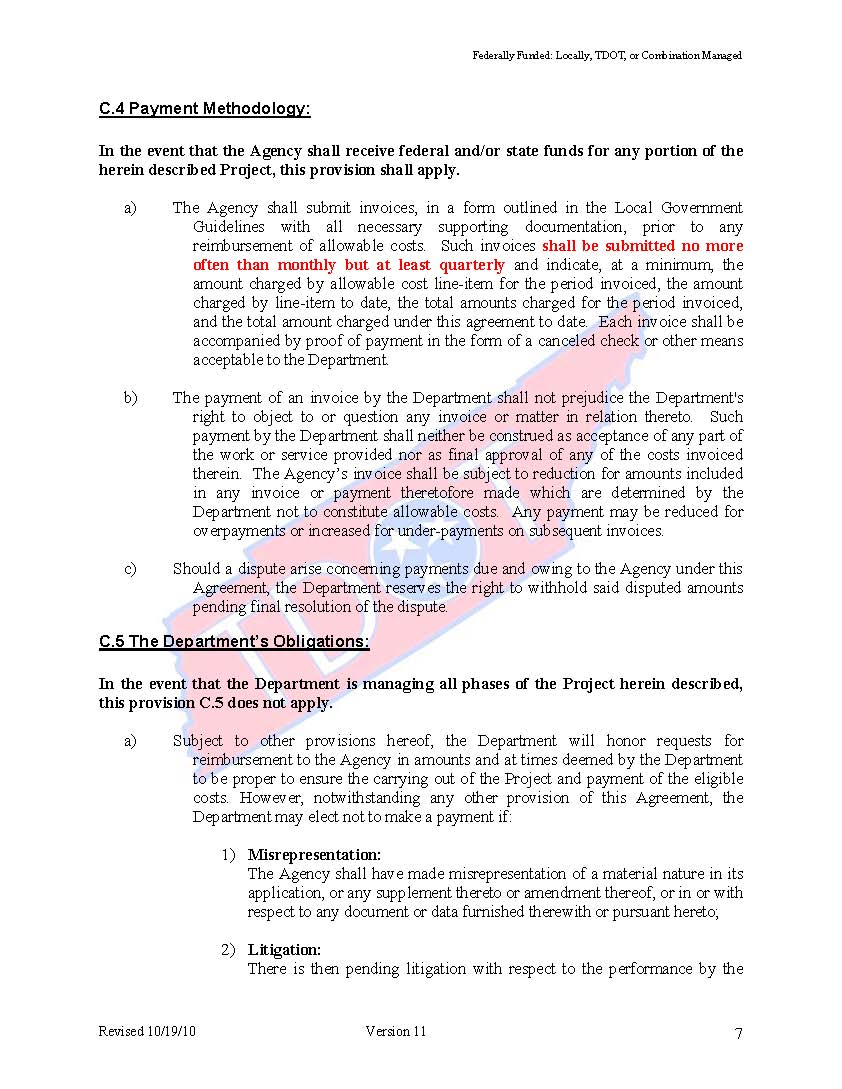 Federally Funded: Locally, TDOT, or Combination Managed
C.4 Payment Methodology:
In the event that the Agency shall receive federal and/or state funds for any portion of the
herein described Project, this provision shall apply.
a) The Agency shall submit invoices, in a form outlined in the Local Government
Guidelines with all necessary supporting documentation, prior to any
reimbursement of allowable costs. Such invoices shall be submitted no more
often than monthly but at least quarterly and indicate, at a minimum, the
amount charged by allowable cost line-item for the period invoiced, the amount
charged by line-item to date, the total amounts charged for the period invoiced,
and the total amount charged under this agreement to date. Each invoice shall be
accompanied by proof of payment in the form of a canceled check or other means
acceptable to the Department.
b) The payment of an invoice by the Department shall not prejudice the Department's
right to object to or question any invoice or matter in relation thereto. Such
payment by the Department shall neither be construed as acceptance of any part of
the work or service provided nor as final approval of any of the costs invoiced
therein. The Agency’s invoice shall be subject to reduction for amounts included
in any invoice or payment theretofore made which are determined by the
Department not to constitute allowable costs. Any payment may be reduced for
overpayments or increased for under-payments on subsequent invoices.
c) Should a dispute arise concerning payments due and owing to the Agency under this
Agreement, the Department reserves the right to withhold said disputed amounts
pending final resolution of the dispute.
C.5 The Department’s Obligations:
In the event that the Department is managing all phases of the Project herein described,
this provision C.5 does not apply.
a) Subject to other provisions hereof, the Department will honor requests for
reimbursement to the Agency in amounts and at times deemed by the Department
to be proper to ensure the carrying out of the Project and payment of the eligible
costs. However, notwithstanding any other provision of this Agreement, the
Department may elect not to make a payment if:
1) Misrepresentation:
The Agency shall have made misrepresentation of a material nature in its
application, or any supplement thereto or amendment thereof, or in or with
respect to any document or data furnished therewith or pursuant hereto;
2) Litigation:
There is then pending litigation with respect to the performance by the
Revised 10/19/10 Version 11 7
TDOT